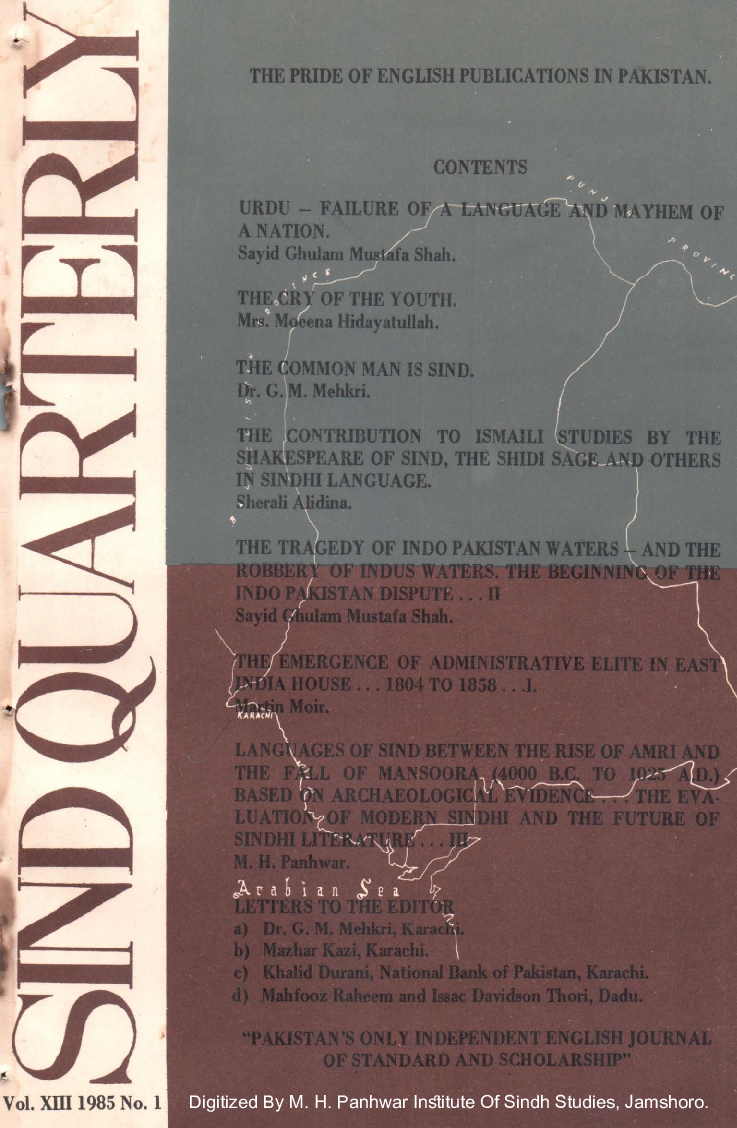 SIND QUARTERLY
THE PRIDE OF ENGLISH PUBLICATIONS IN PAKISTAN.
CONTENTS
PUNJ
PROVINC
URDU – FAILURE OF A LANGUAGE AND MAYHEM OF
A NATION.
Sayid Ghulam Mustafa Shah.
THE CRY OF THE YOUTH.
Mrs. Moeena Hidayatullah.
THE COMMON MAN IS SIND.
Dr. G. M. Mehkri.
THE CONTRIBUTION TO ISMAILI STUDIES BY THE
SHAKESPEARE OF SIND, THE SHIDI SAGE AND OTHERS
IN SINDHI LANGUAGE.
Sherali Alidina.
THE TRAGEDY OF INDO PAKISTAN WATERS – AND THE
ROBBERY OF INDUS WATERS. THE BEGINNING OF THE
INDO PAKISTAN DISPUTE . . . II
Sayid Ghulam Mustafa Shah.
THE EMERGENCE OF ADMINISTRATIVE ELITE IN EAST
INDIA HOUSE . . . 1804 TO 1858 . . .I.
Martin Moir.
KARACHI
LANGUAGES OF SIND BETWEEN THE RISE OF AMRI AND
THE FALL OF MANSOORA (4000 B.C. TO 1025 A.D.)
BASED ON ARCHAEOLOGICAL EVIDENCE . . . THE EVA-
LUATION OF MODERN SINDHI AND THE FUTURE OF
SINDHI LITERATURE . . . III
M. H. Panhwar.
Arabian Sea
LETTERS TO THE EDITOR
a) Dr. G. M. Mehkri, Karachi.
b) Mazhar Kazi, Karachi.
c) Khalid Durani, National Bank of Pakistan, Karachi.
d) Mahfooz Raheem and Issac Davidson Thori, Dadu.
“PAKISTAN’S ONLY INDEPENDENT ENGLISH JOURNAL
OF STANDARD AND SCHOLARSHIP”
Vol. XIII 1985 No. 1
Digitized By M. H. Panhwar Institute Of Sindh Studies, Jamshoro.